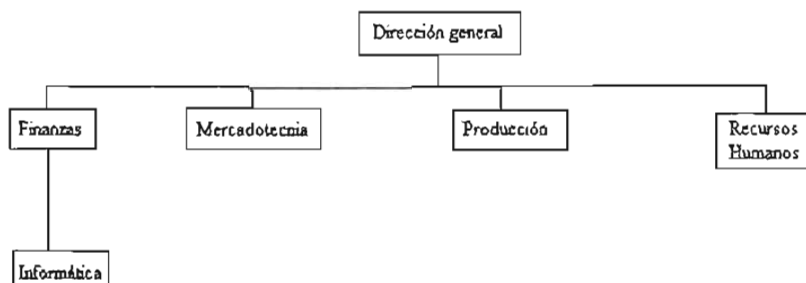 Dirección general
Finanzas
Mercadotecnia
Producción
Recursos
Humanos
Informática